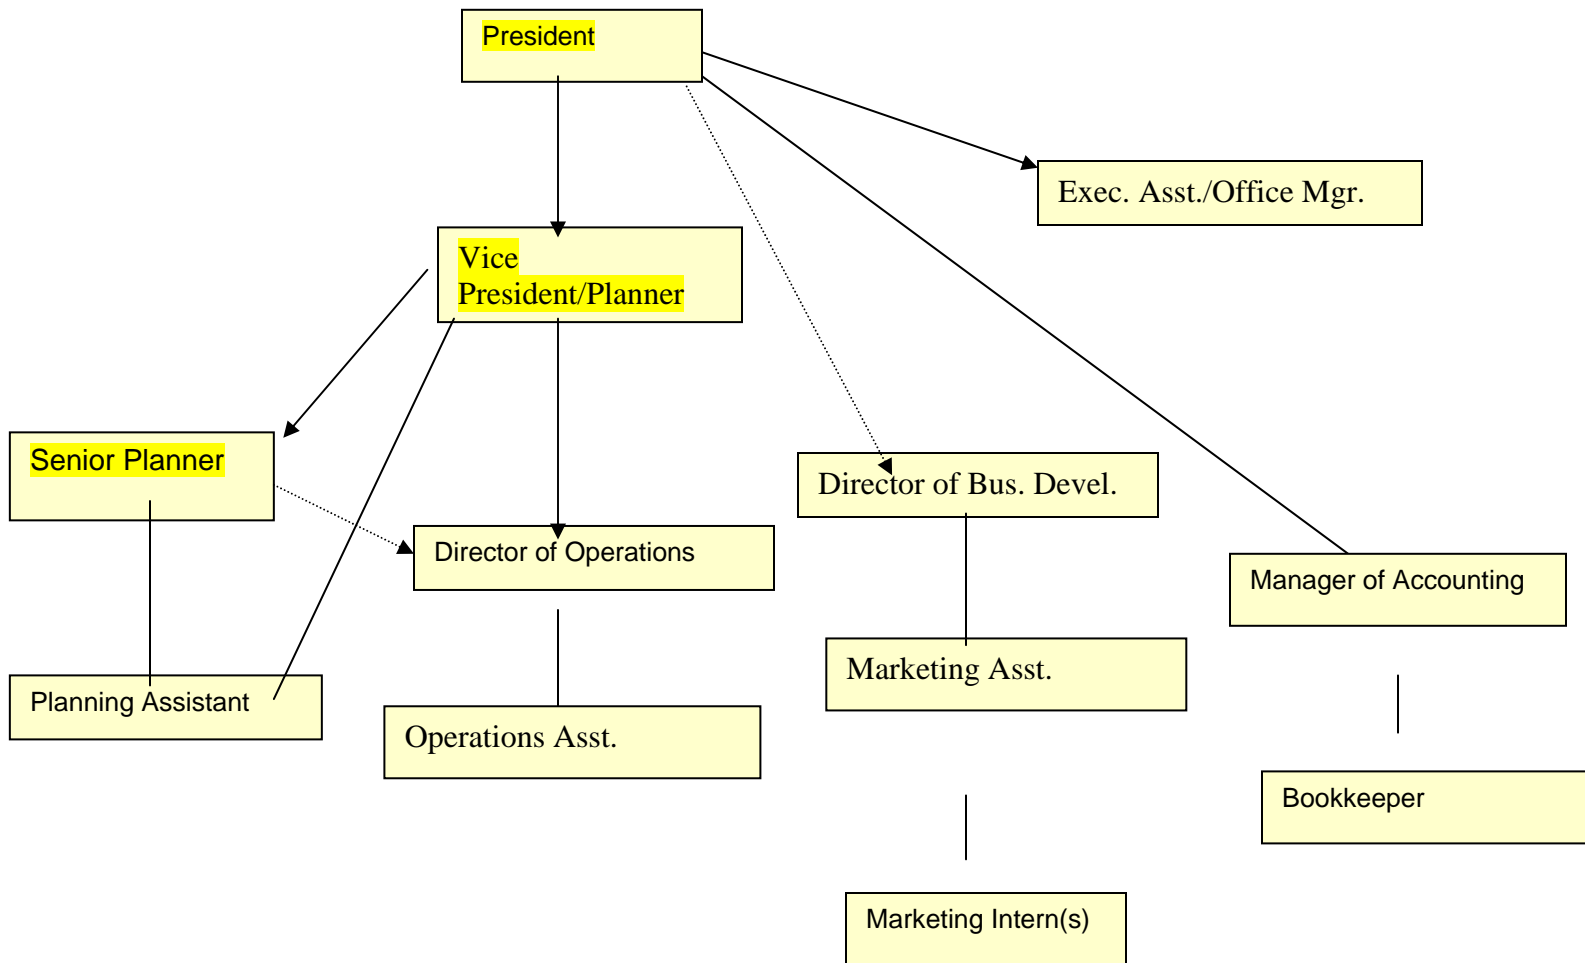 President
Exec. Asst./Office Mgr.
Vice
President/Planner
Senior Planner
Director of Bus. Devel.
Director of Operations
Manager of Accounting
Marketing Asst.
Planning Assistant
Operations Asst.
Bookkeeper
Marketing Intern(s)